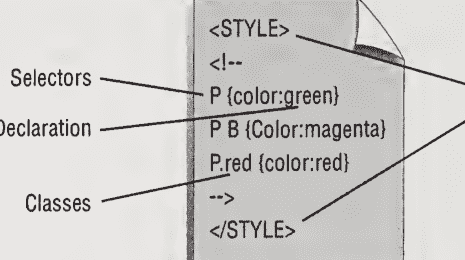 <STYLE>
<!--
Selectors
P {color:green}
Declaration
P B {Color:magenta}
P.red {color:red}
Classes
-->
</STYLE>